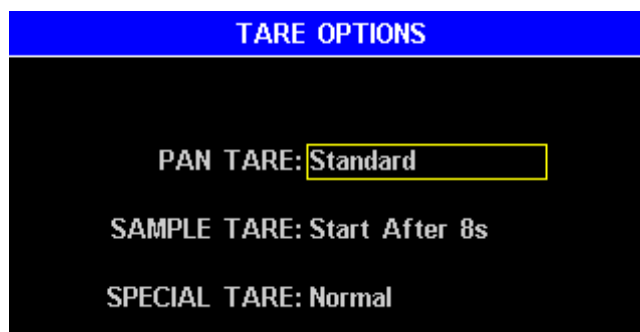 TARE OPTIONS
PAN TARE: Standard
SAMPLE TARE: Start After 8s
SPECIAL TARE: Normal